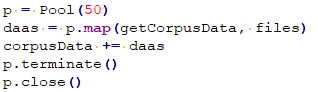 p = Pool(50)
daas = p.map(getCorpusData, files)
corpusData += daas
p.terminate()
p.close()